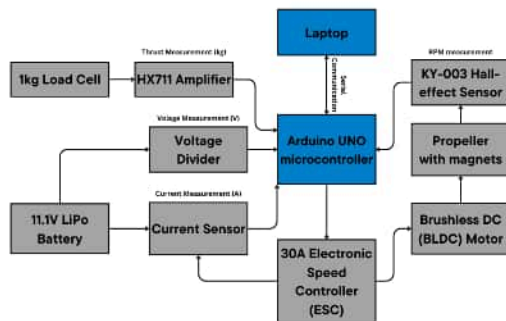 Laptop
Thrust Measurement (kg)
RPM measurement
1kg Load Cell
HX711 Amplifier
Serial
Communication
KY-003 Hall-
effect Sensor
Voltage Measurement (V)
Voltage
Divider
Arduino UNO
microcontroller
Propeller
with magnets
Current Measurement (A)
11.1V LiPo
Battery
Current Sensor
Brushless DC
(BLDC) Motor
30A Electronic
Speed
Controller
(ESC)